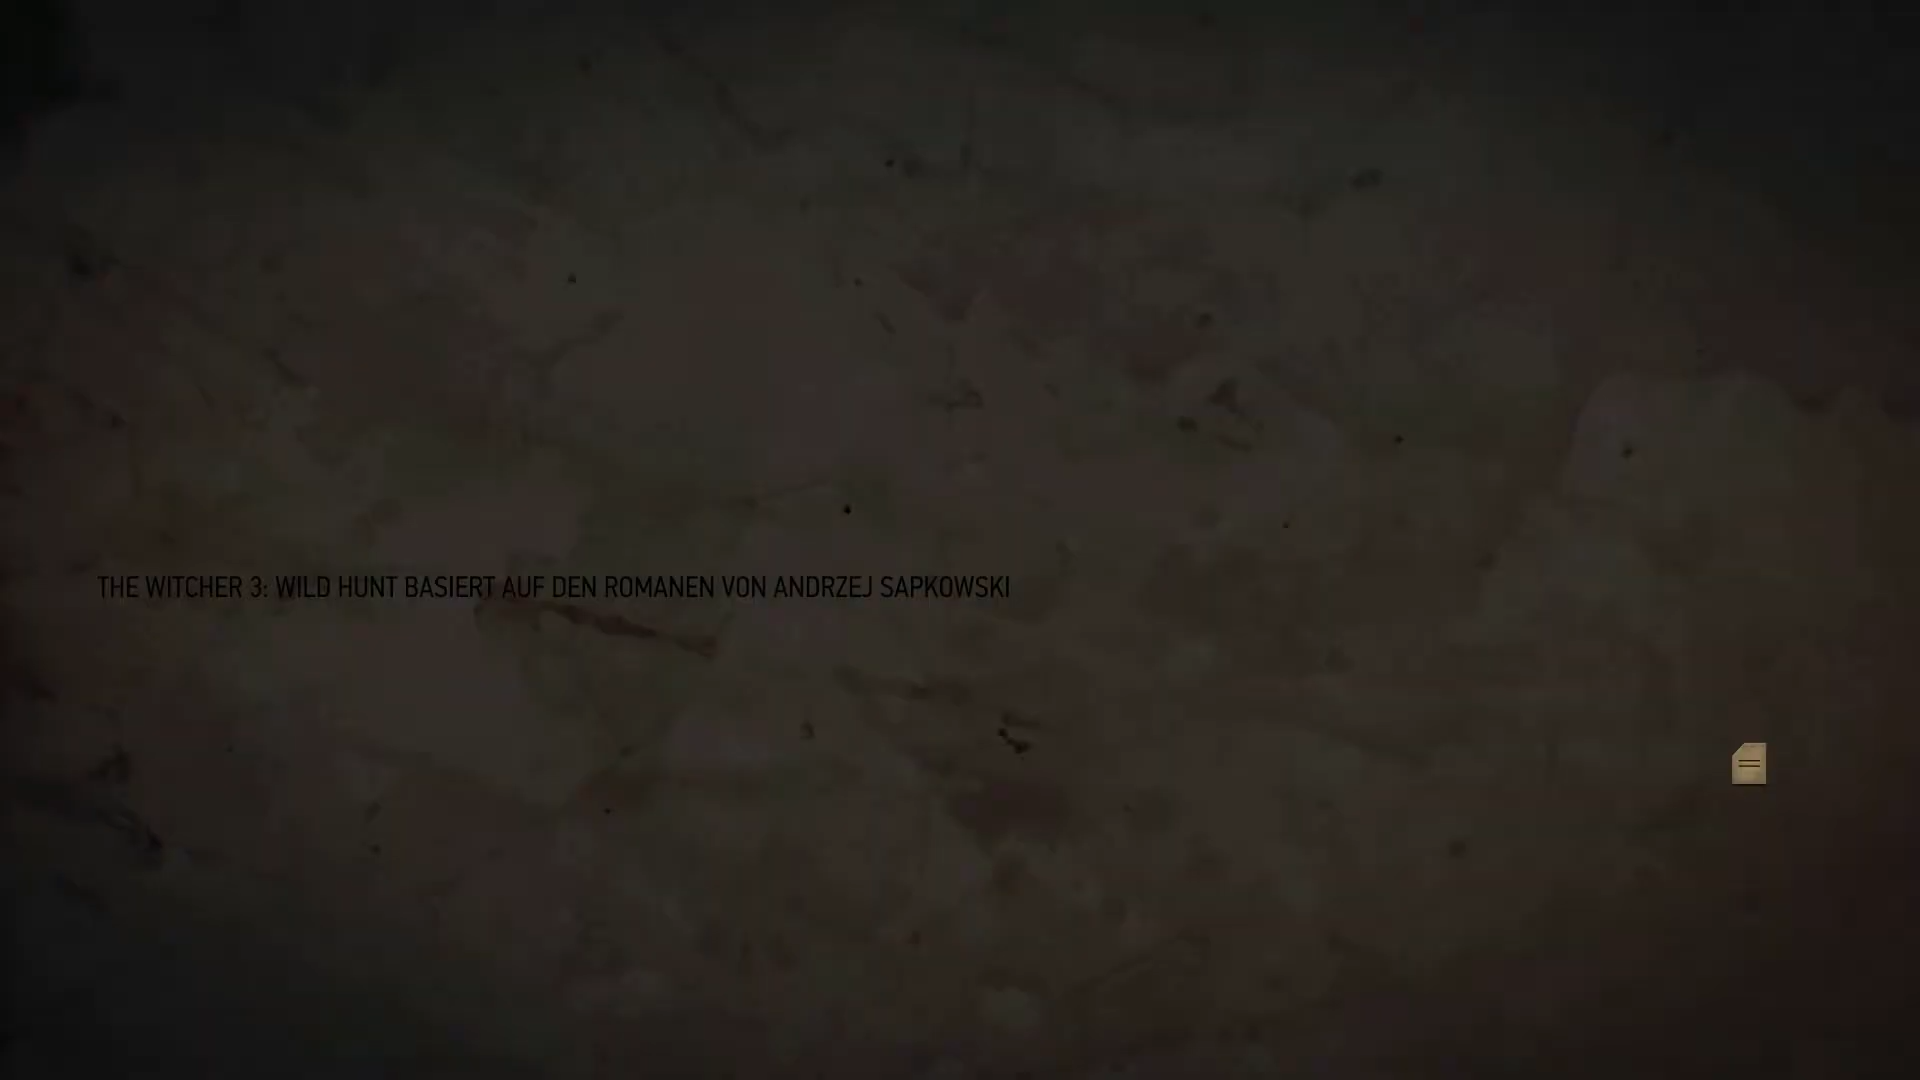 THE WITCHER 3: WILD HUNT BASIERT AUF DEN ROMANEN VON ANDRZEJ SAPKOWSKI